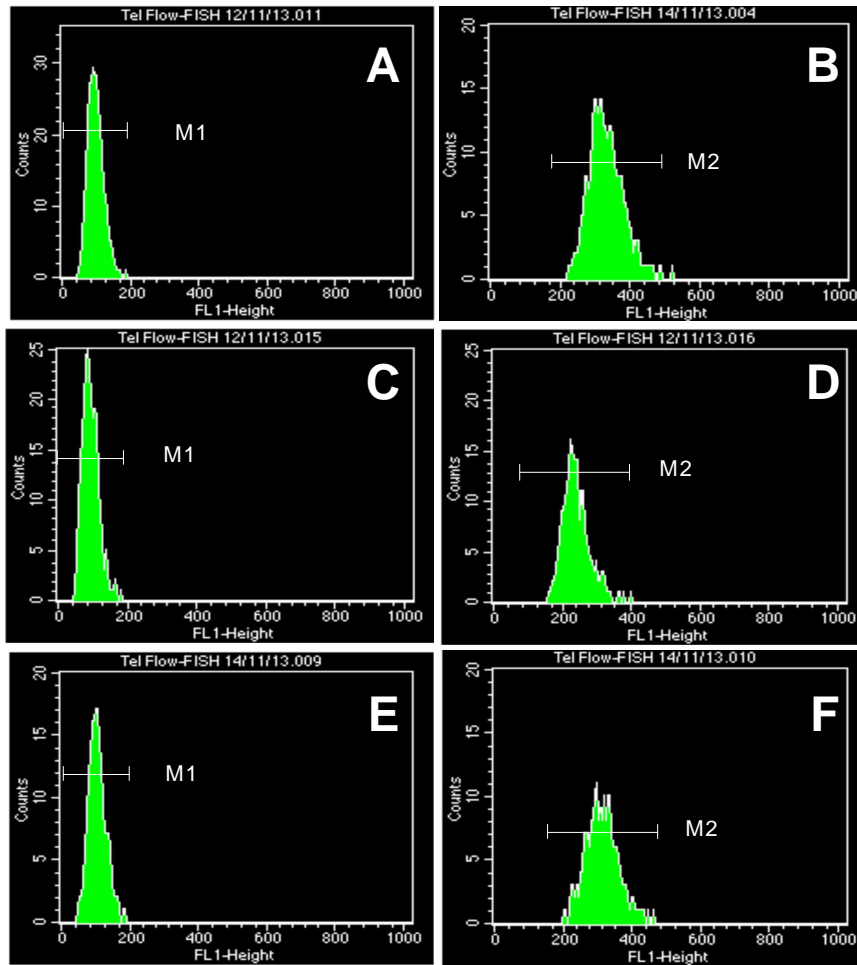 Tel Flow-FISH 12/11/13.011
A
30
20
10
0
Counts
M1
0 200 400 600 800 1000
FL1-Height
Tel Flow-FISH 14/11/13.004
B
20
15
10
5
0
Counts
M2
0 200 400 600 800 1000
FL1-Height
Tel Flow-FISH 12/11/13.015
C
25
20
15
10
5
0
Counts
M1
0 200 400 600 800 1000
FL1-Height
Tel Flow-FISH 12/11/13.016
D
25
20
15
10
5
0
Counts
M2
0 200 400 600 800 1000
FL1-Height
Tel Flow-FISH 14/11/13.009
E
20
15
10
5
0
Counts
M1
0 200 400 600 800 1000
FL1-Height
Tel Flow-FISH 14/11/13.010
F
20
15
10
5
0
Counts
M2
0 200 400 600 800 1000
FL1-Height